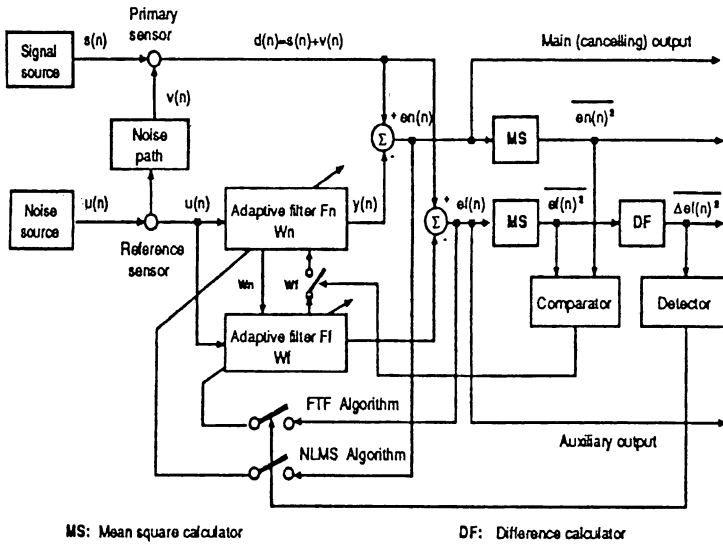 Primary
sensor
s(n)
d(n)=s(n)+v(n)
Main (cancelling) output
Signal
source
v(n)
+ en(n)
en(n)²
Σ
MS
-
Noise
path
u(n)
u(n)
y(n)
Noise
source
Adaptive filter Fn
Wn
Reference
sensor
+
ef(n)
ef(n)²
Δef(n)²
Σ
MS
DF
-
Wn
Wf
Comparator
Detector
Adaptive filter Ff
Wf
FTF Algorithm
NLMS Algorithm
Auxiliary output
MS: Mean square calculator
DF: Difference calculator